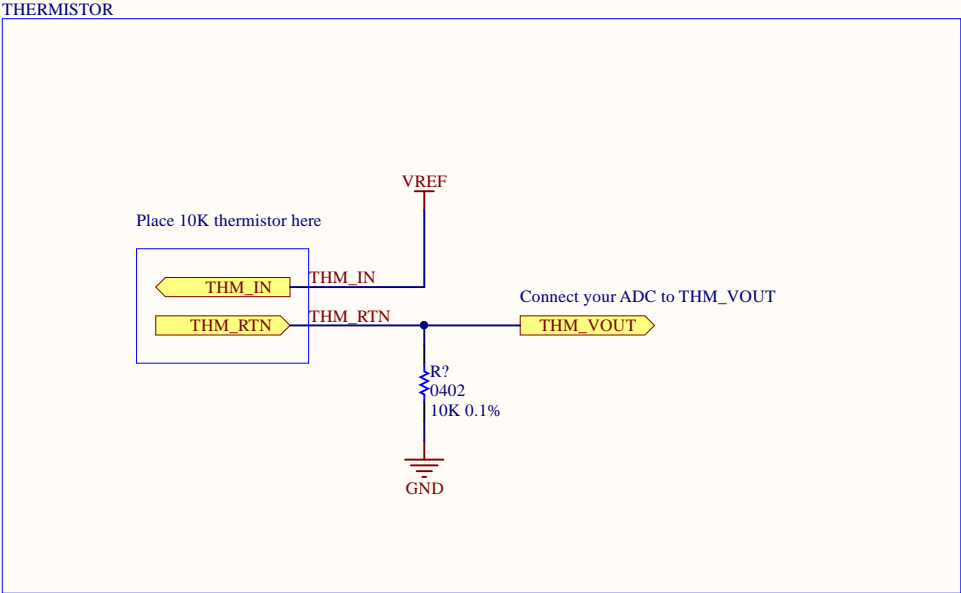 THERMISTOR
VREF
Place 10K thermistor here
THM_IN THM_IN
Connect your ADC to THM_VOUT
THM_RTN THM_RTN THM_VOUT
R?
0402
10K 0.1%
GND